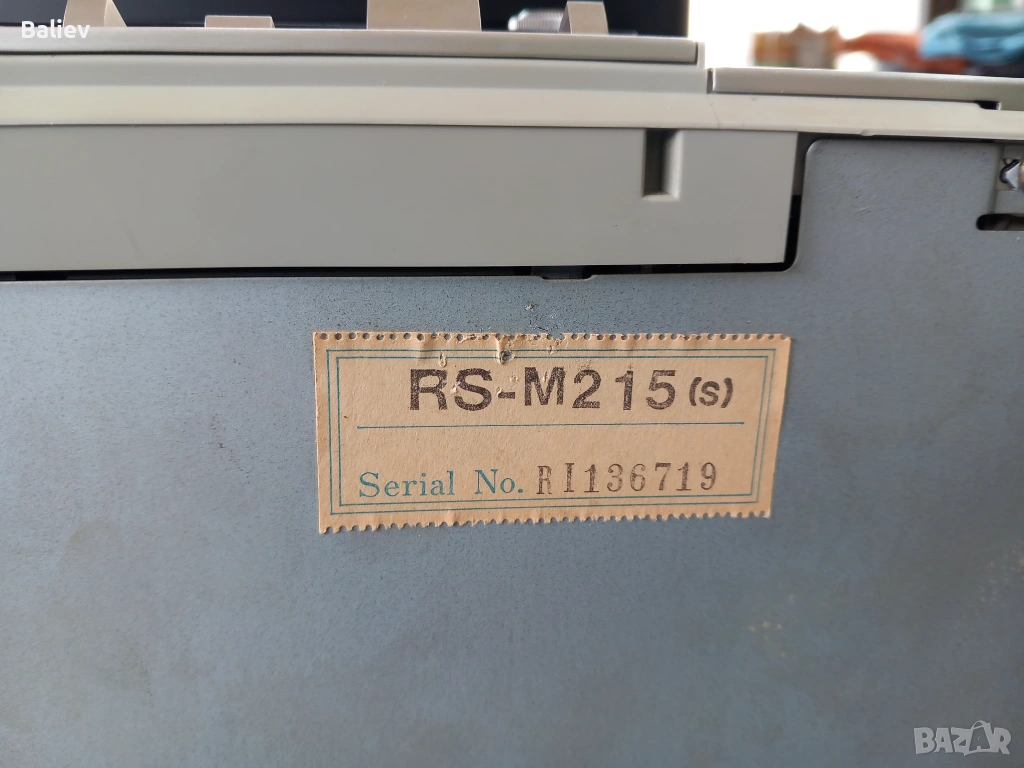 Baliev
RS-M215 (S)
Serial No. RI136719
BAZAR